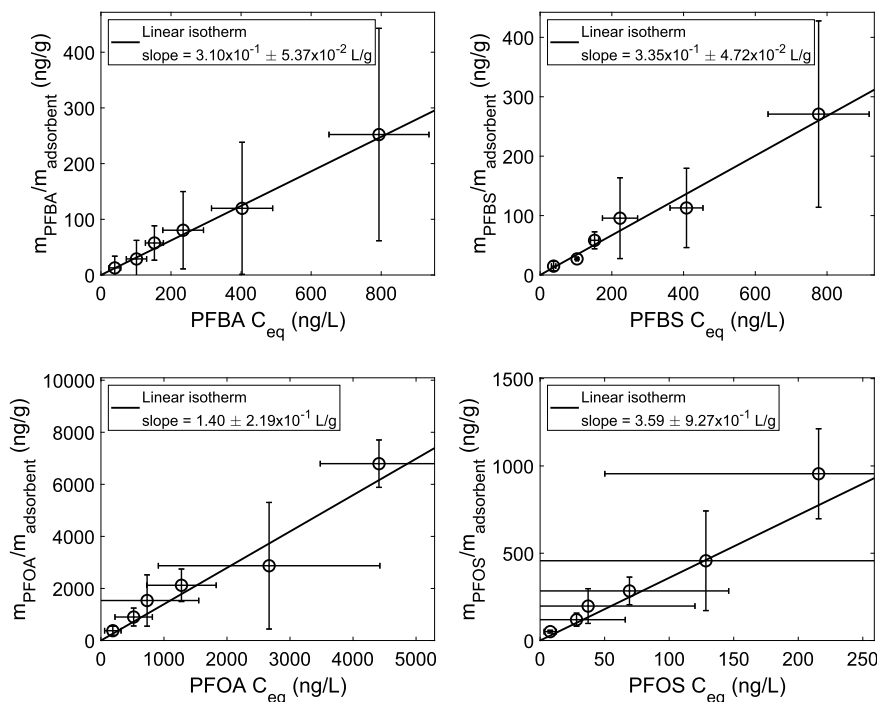 m_PFBA/m_adsorbent (ng/g)
400
300
200
100
0
Linear isotherm
slope = 3.10x10^-1 ± 5.37x10^-2 L/g
0 200 400 600 800
PFBA C_eq (ng/L)
m_PFBS/m_adsorbent (ng/g)
400
300
200
100
0
Linear isotherm
slope = 3.35x10^-1 ± 4.72x10^-2 L/g
0 200 400 600 800
PFBS C_eq (ng/L)
m_PFOA/m_adsorbent (ng/g)
10000
8000
6000
4000
2000
0
Linear isotherm
slope = 1.40 ± 2.19x10^-1 L/g
0 1000 2000 3000 4000 5000
PFOA C_eq (ng/L)
m_PFOS/m_adsorbent (ng/g)
1500
1000
500
0
Linear isotherm
slope = 3.59 ± 9.27x10^-1 L/g
0 50 100 150 200 250
PFOS C_eq (ng/L)